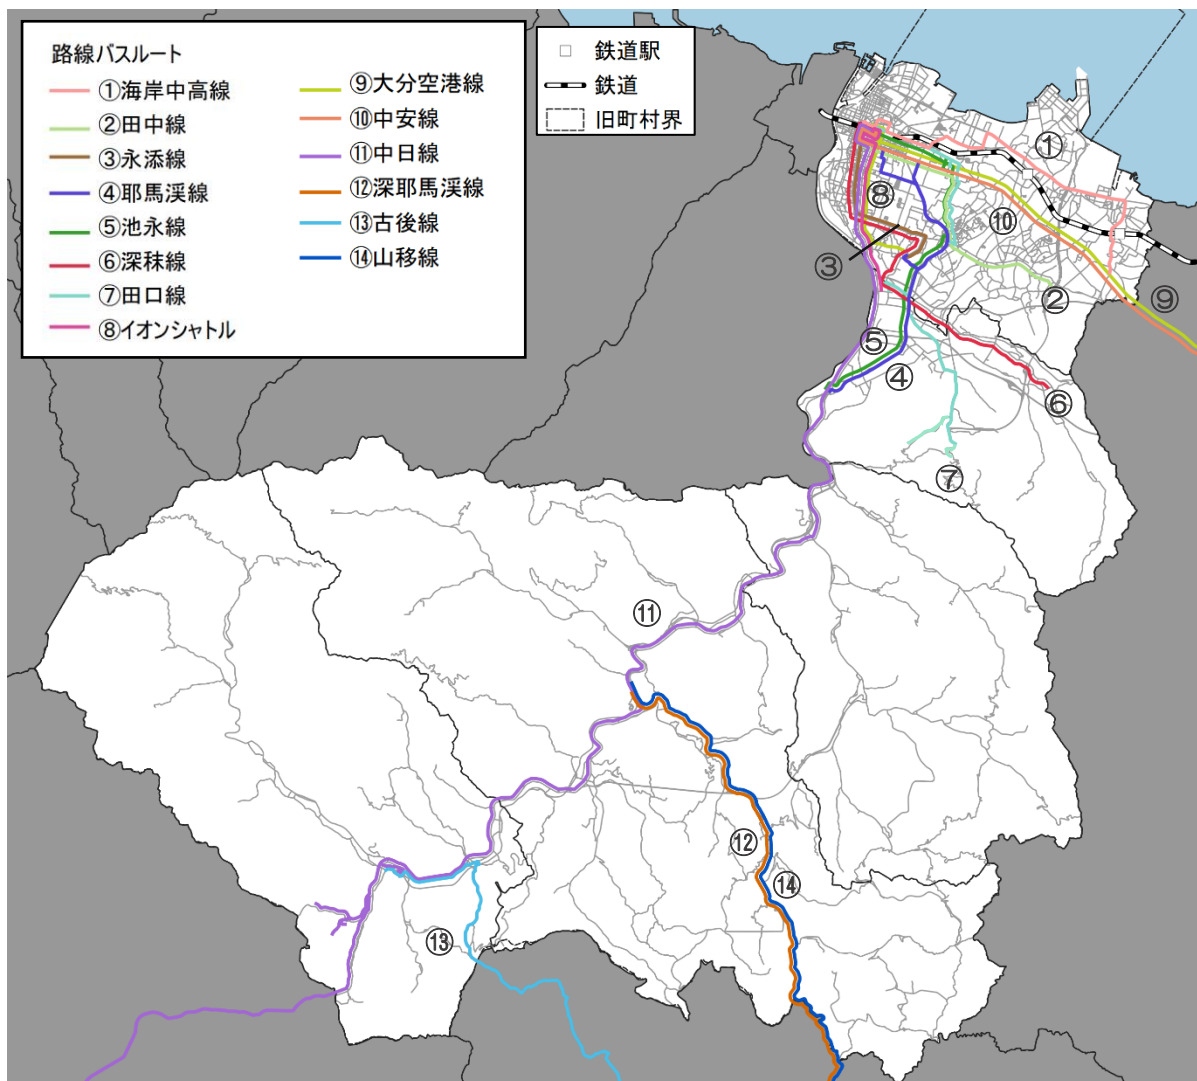 路線バスルート
①海岸中高線
②田中線
③永添線
④耶馬渓線
⑤池永線
⑥深秣線
⑦田口線
⑧イオンシャトル
⑨大分空港線
⑩中安線
⑪中日線
⑫深耶馬渓線
⑬古後線
⑭山移線
鉄道駅
鉄道
旧町村界
①
⑧
⑩
③
②
⑨
⑤
④
⑥
⑦
⑪
⑫
⑭
⑬